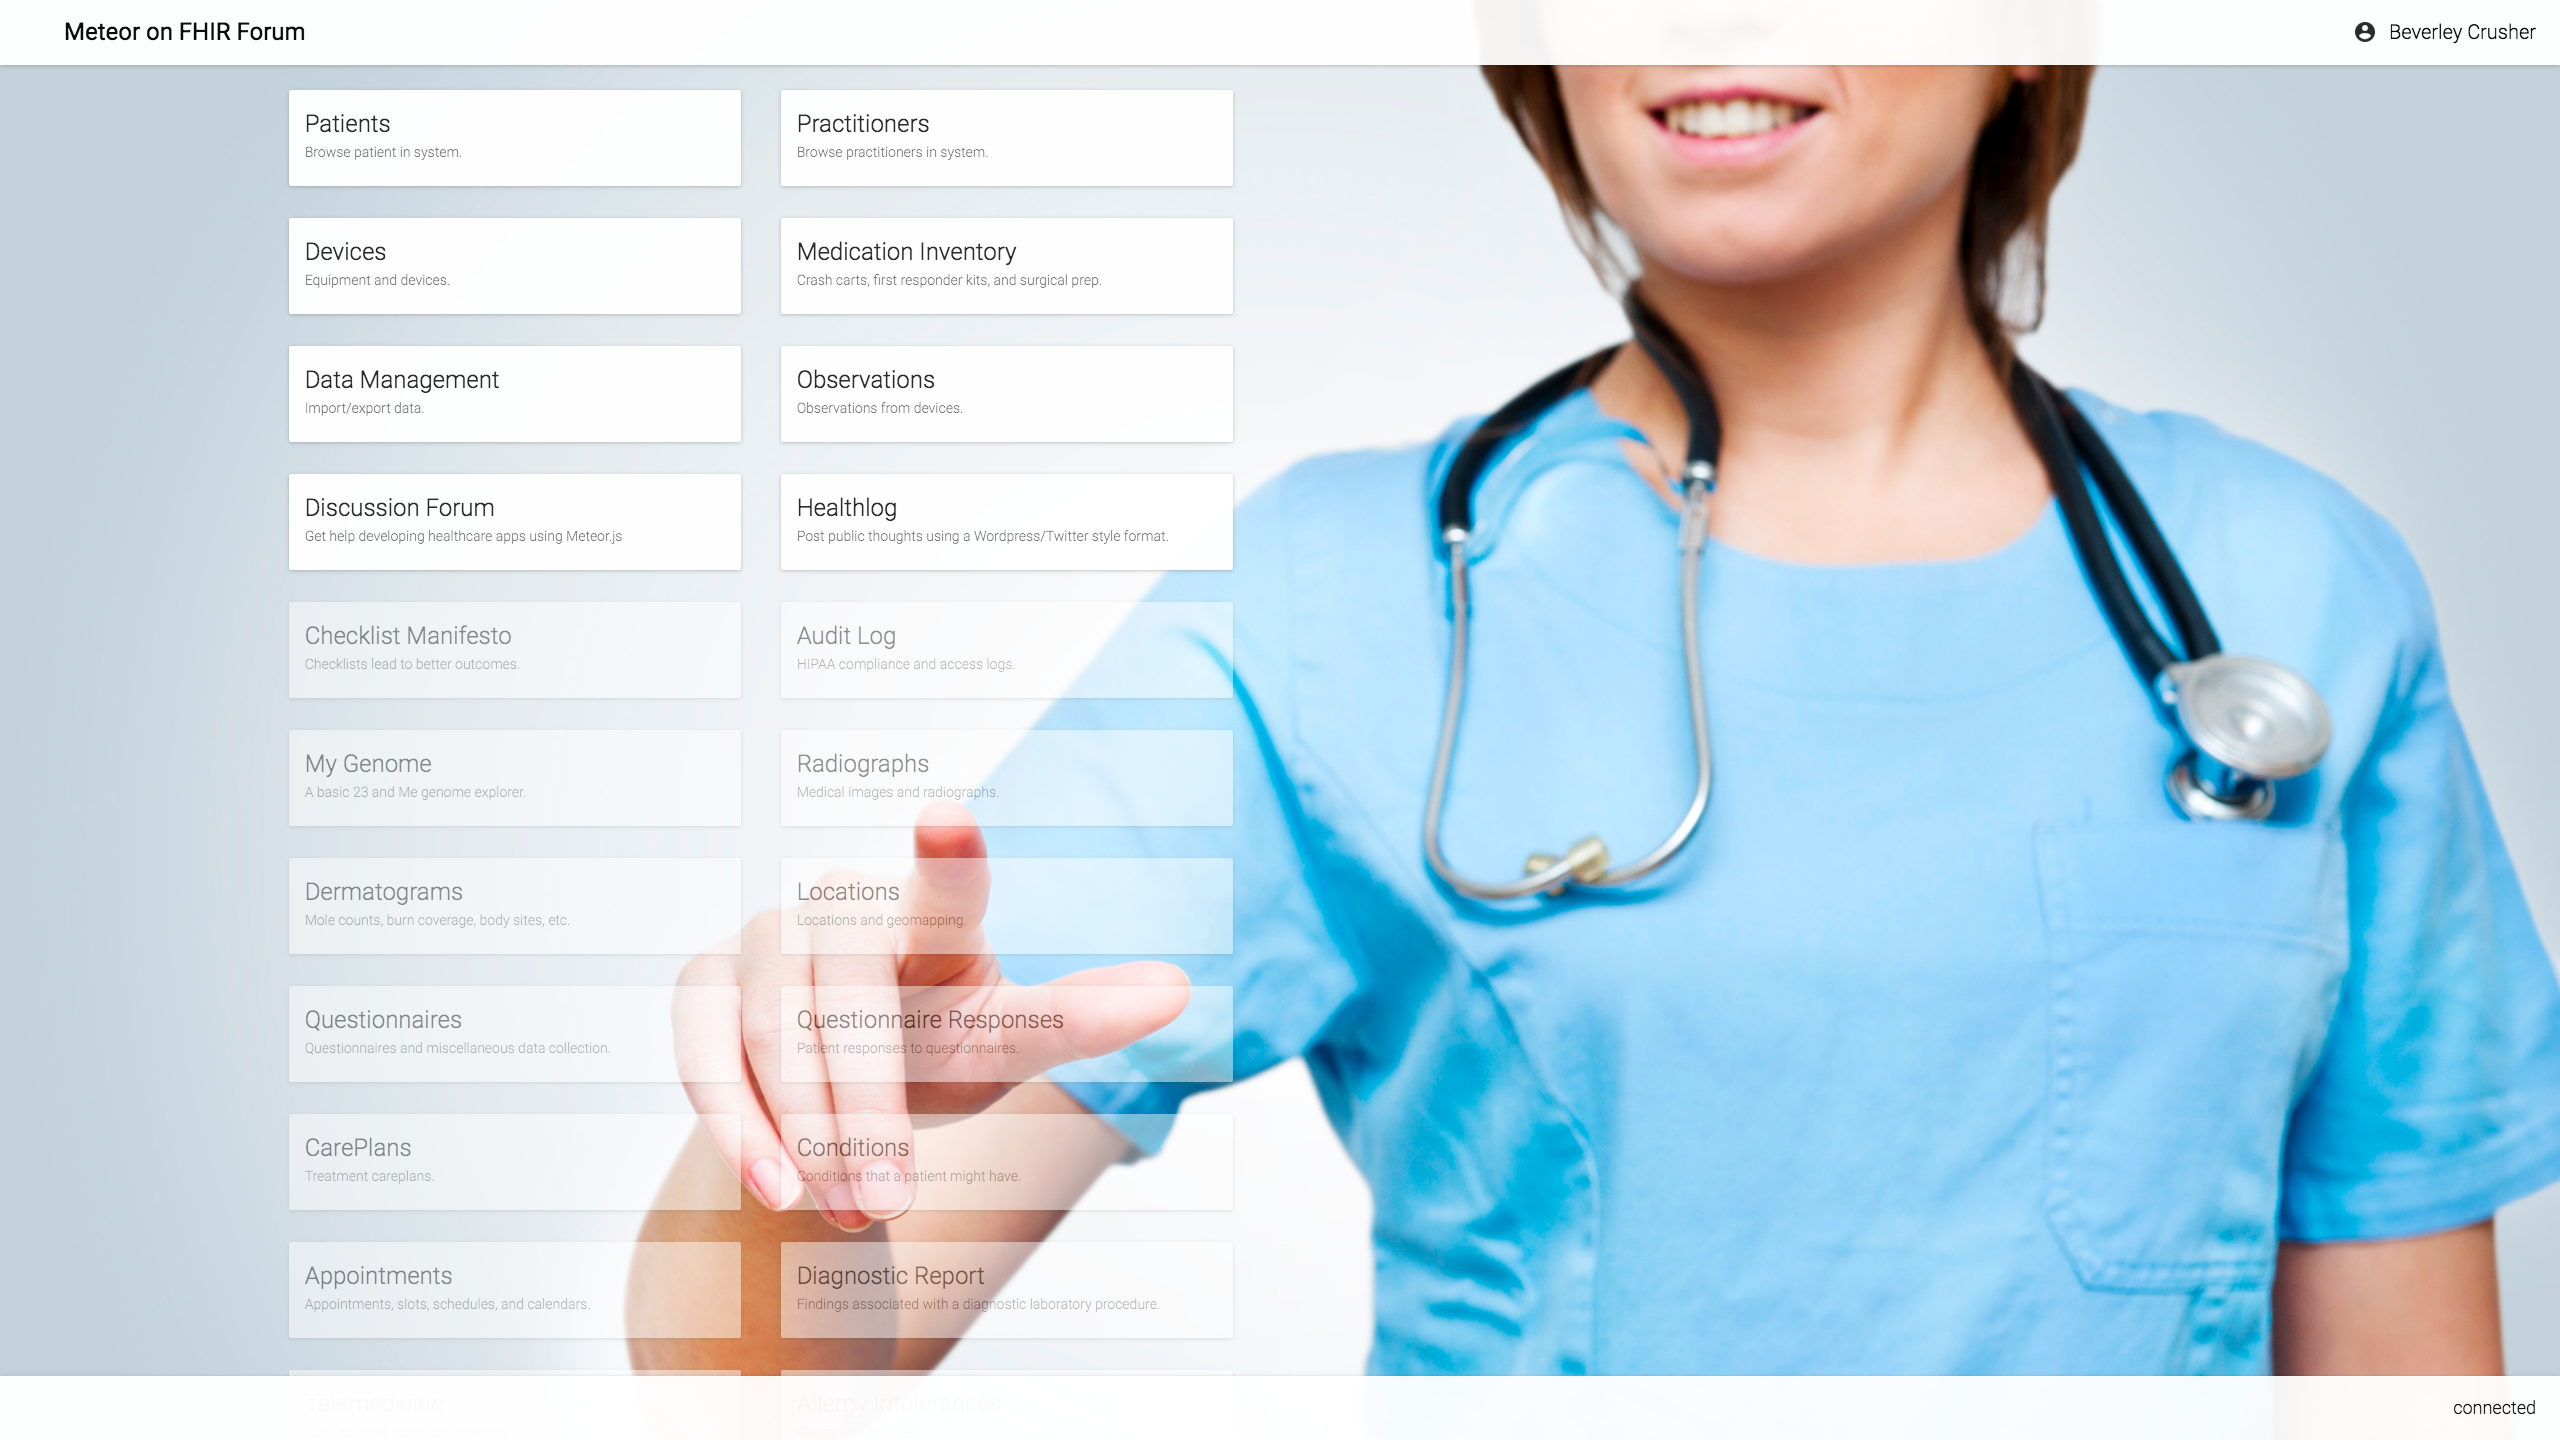 Meteor on FHIR Forum
Beverley Crusher
Patients
Browse patient in system.
Practitioners
Browse practitioners in system.
Devices
Equipment and devices.
Medication Inventory
Crash carts, first responder kits, and surgical prep.
Data Management
Import/export data.
Observations
Observations from devices.
Discussion Forum
Get help developing healthcare apps using Meteor.js
Healthlog
Post public thoughts using a Wordpress/Twitter style format.
Checklist Manifesto
Checklists lead to better outcomes.
Audit Log
HIPAA compliance and access logs.
My Genome
A basic 23 and Me genome explorer.
Radiographs
Medical images and radiographs.
Dermatograms
Mole counts, burn coverage, body sites, etc.
Locations
Locations and geomapping.
Questionnaires
Questionnaires and miscellaneous data collection.
Questionnaire Responses
Patient responses to questionnaires.
CarePlans
Treatment careplans.
Conditions
Conditions that a patient might have.
Appointments
Appointments, slots, schedules, and calendars.
Diagnostic Report
Findings associated with a diagnostic laboratory procedure.
Telemedicine
Allergy Intolerances
connected